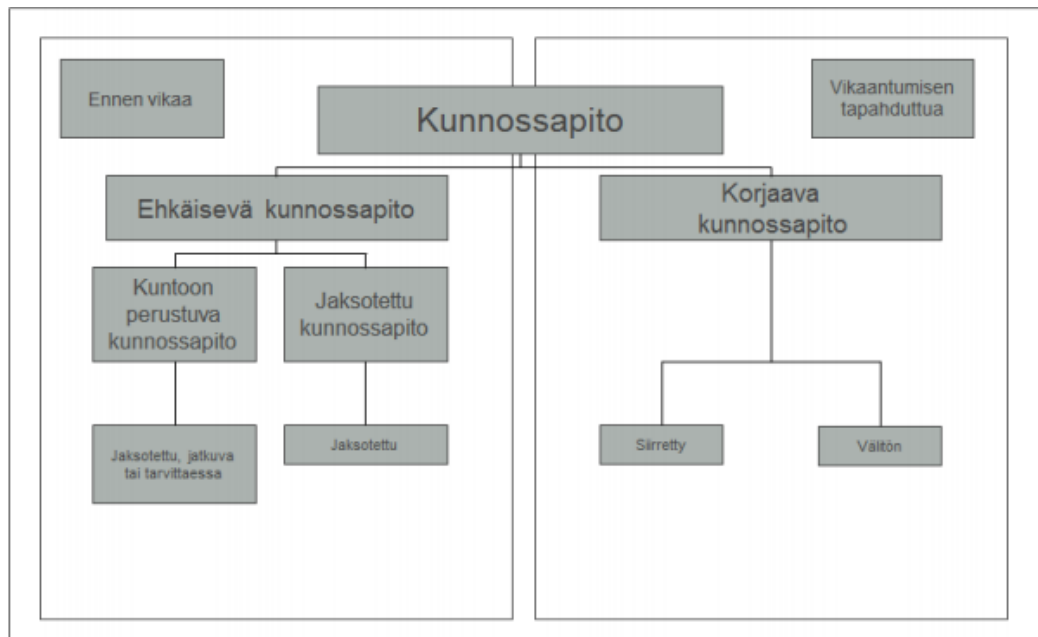 Ennen vikaa
Vikaantumisen
tapahduttua
Kunnossapito
Ehkäisevä kunnossapito
Korjaava
kunnossapito
Kuntoon
perustuva
kunnossapito
Jaksotettu
kunnossapito
Jaksotettu, jatkuva
tai tarvittaessa
Jaksotettu
Siirretty
Välitön